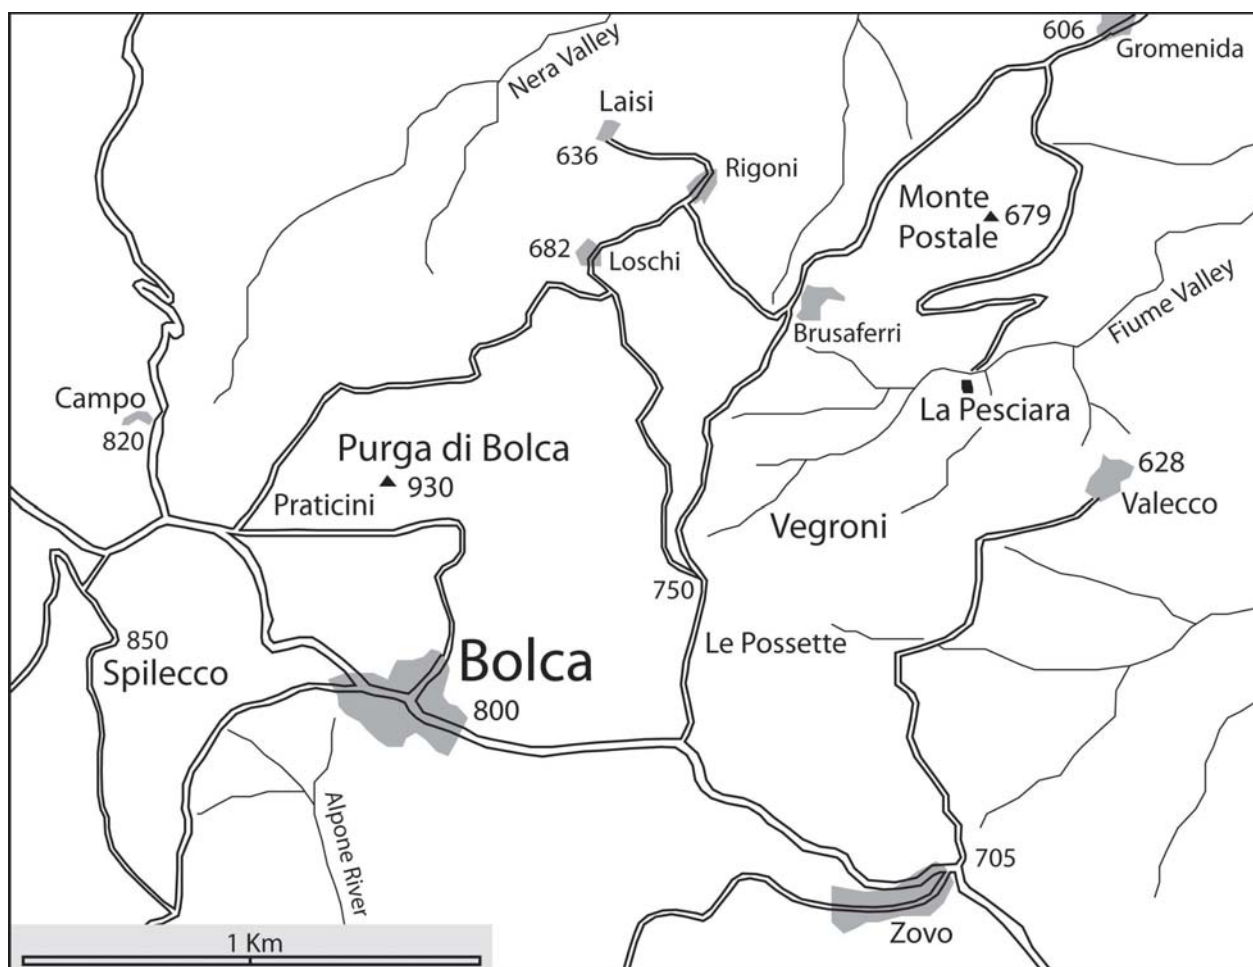 606
Gromenida
Nera Valley
Laisi
636
Rigoni
Monte
Postale
679
682
Loschi
Fiume Valley
Brusaferri
Campo
820
La Pesciara
Purga di Bolca
930
Praticini
628
Valecco
Vegroni
750
850
Spilecco
Bolca
800
Le Possette
Alpone River
705
Zovo
1 Km